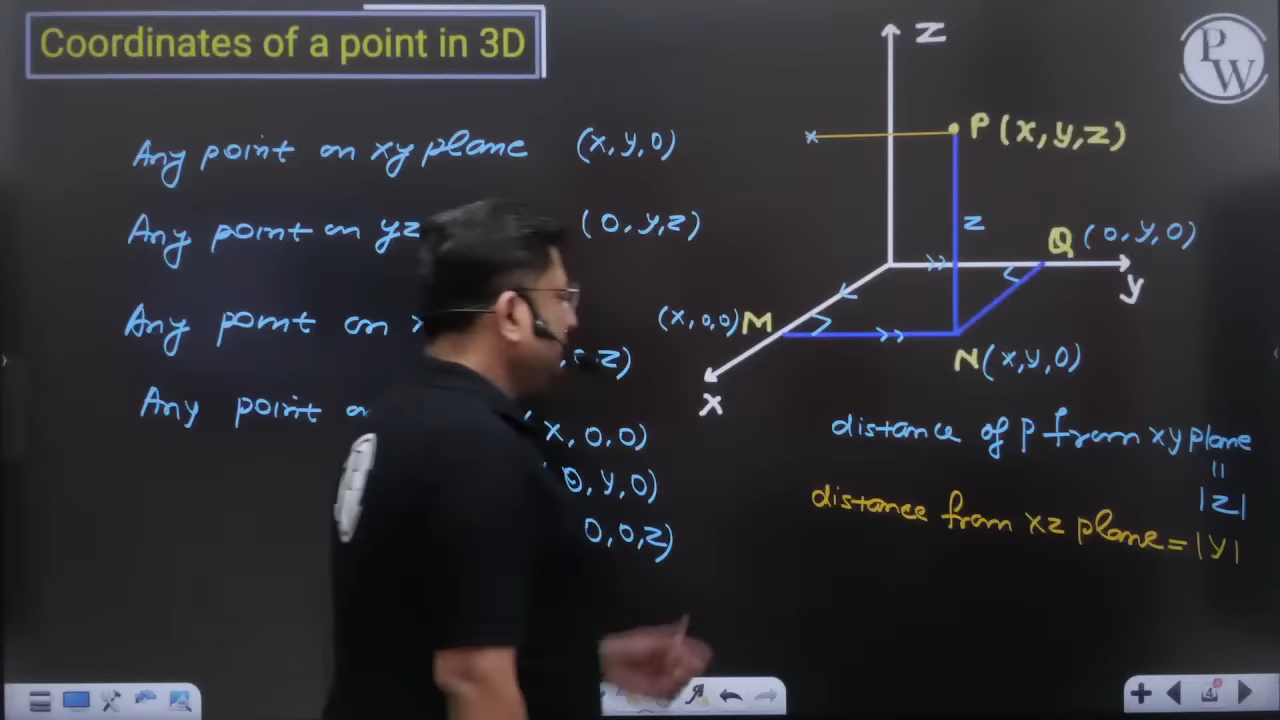 Coordinates of a point in 3D
Any point on xy plane (x, y, 0)
Any point on yz (0, y, z)
Any point on
z)
Any point
x, 0, 0)
0, y, 0)
0, 0, z)
z
P (x, y, z)
z
Q (0, y, 0)
y
(x, 0, 0) M
N (x, y, 0)
x
distance of P from xy plane
=
|z|
distance from xz plane = |y|
P
W
4